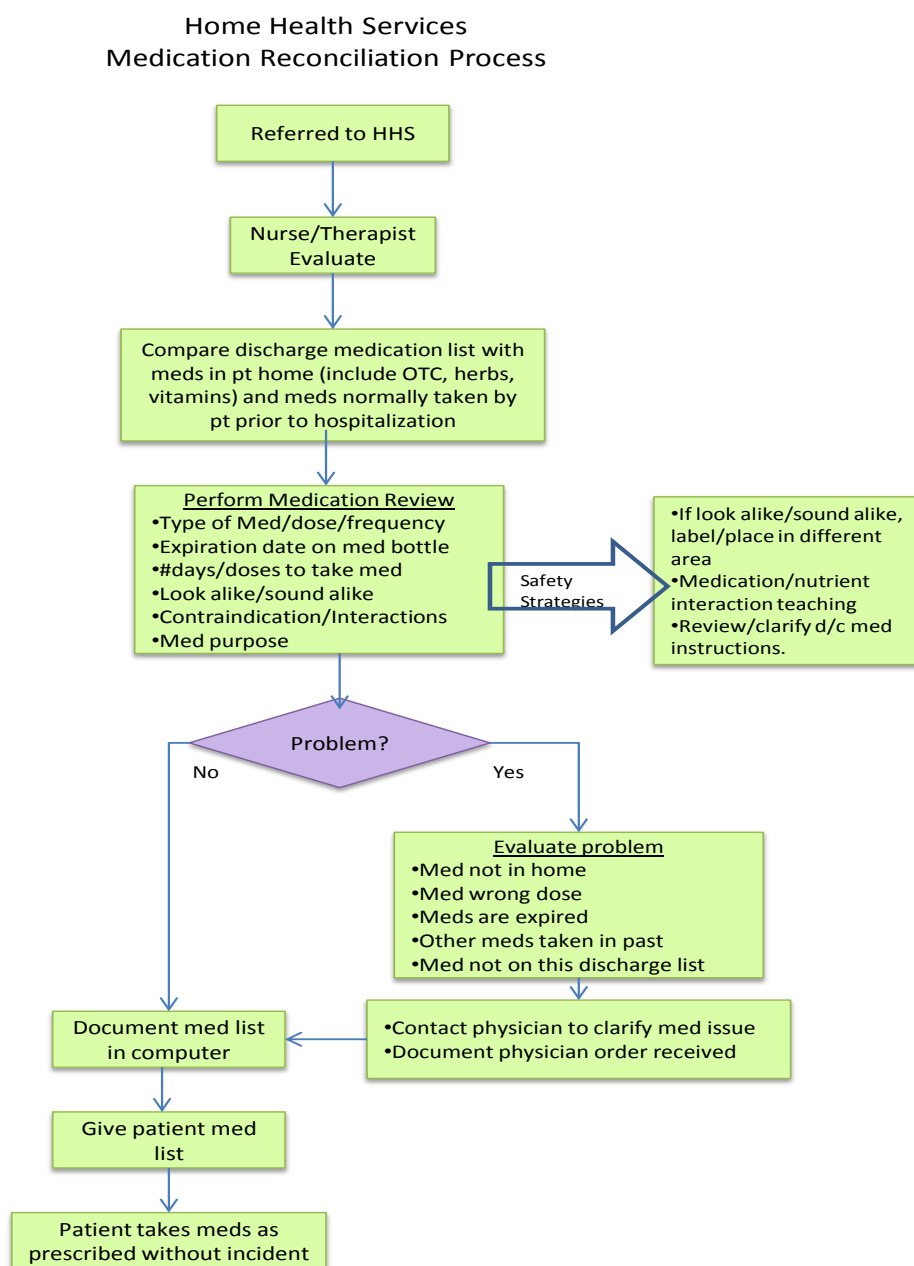 Home Health Services
Medication Reconciliation Process
Referred to HHS
Nurse/Therapist
Evaluate
Compare discharge medication list with
meds in pt home (include OTC, herbs,
vitamins) and meds normally taken by
pt prior to hospitalization
Perform Medication Review
•Type of Med/dose/frequency
•Expiration date on med bottle
•#days/doses to take med
•Look alike/sound alike
•Contraindication/Interactions
•Med purpose
Safety
Strategies
•If look alike/sound alike,
label/place in different
area
•Medication/nutrient
interaction teaching
•Review/clarify d/c med
instructions.
Problem?
No
Yes
Evaluate problem
•Med not in home
•Med wrong dose
•Meds are expired
•Other meds taken in past
•Med not on this discharge list
•Contact physician to clarify med issue
•Document physician order received
Document med list
in computer
Give patient med
list
Patient takes meds as
prescribed without incident